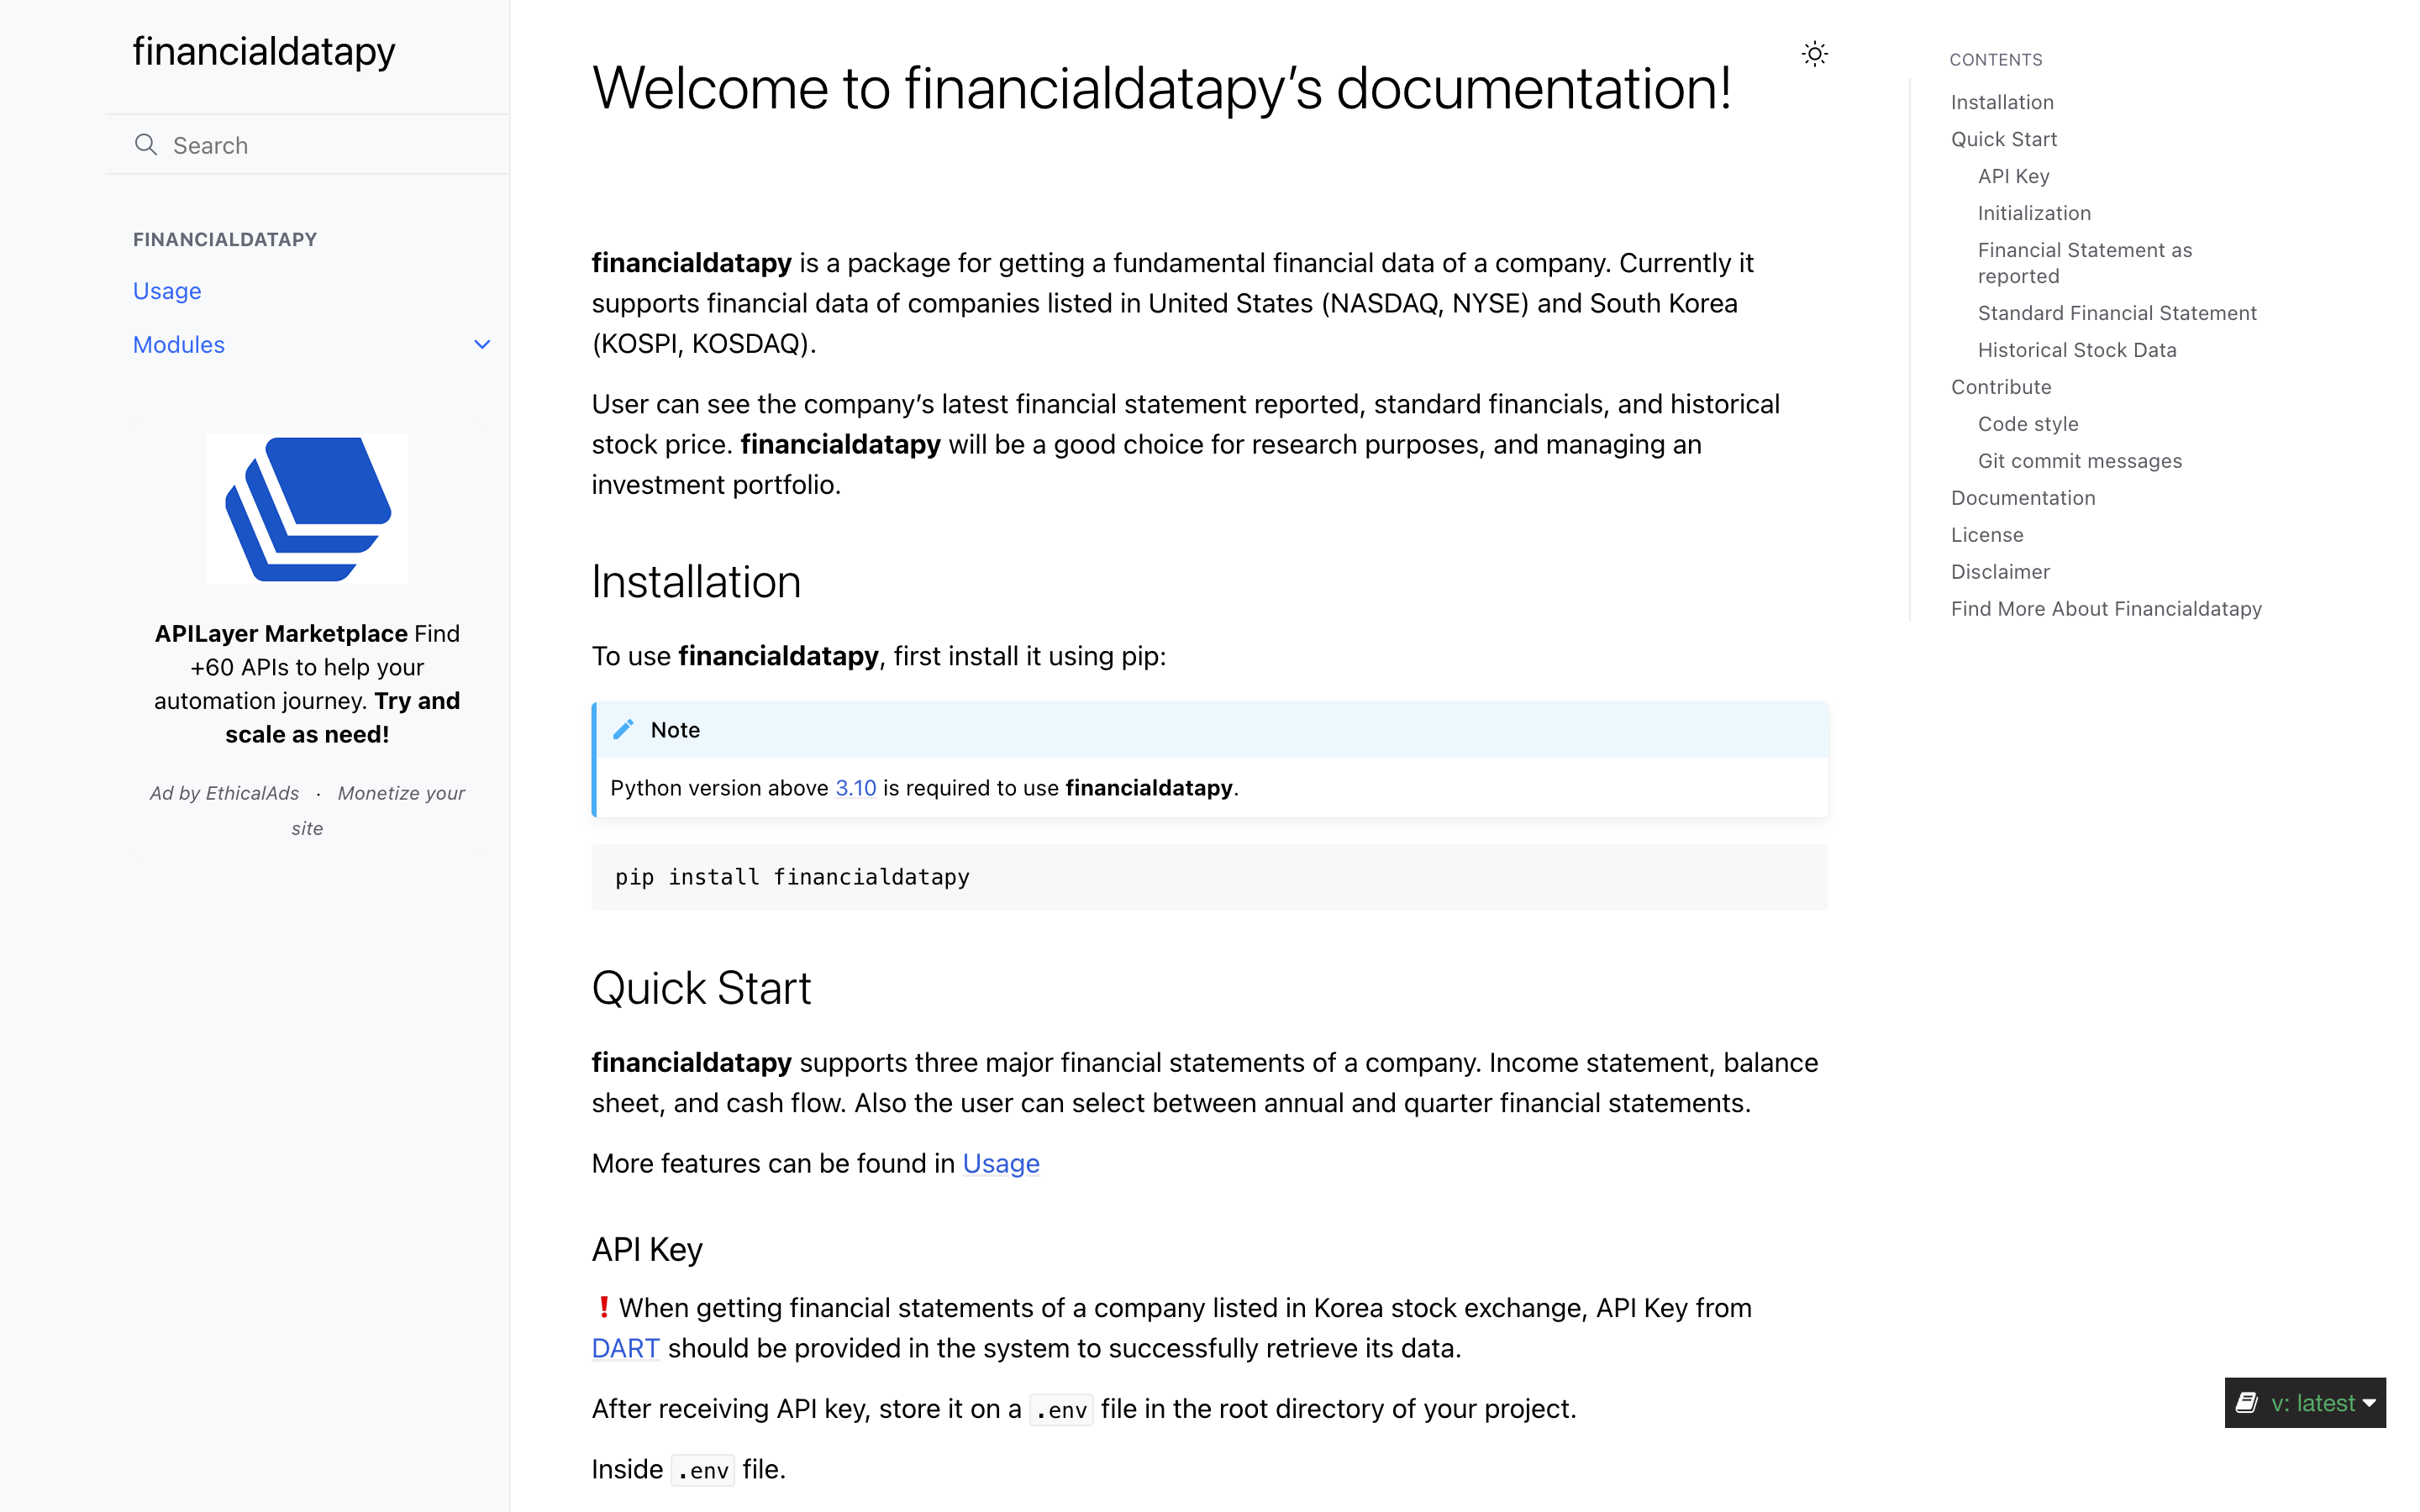 financialdatapy
Search
FINANCIALDATAPY
Usage
Modules
APILayer Marketplace Find
+60 APIs to help your
automation journey. Try and
scale as need!
Ad by EthicalAds · Monetize your
site
Welcome to financialdatapy’s documentation!
financialdatapy is a package for getting a fundamental financial data of a company. Currently it
supports financial data of companies listed in United States (NASDAQ, NYSE) and South Korea
(KOSPI, KOSDAQ).
User can see the company’s latest financial statement reported, standard financials, and historical
stock price. financialdatapy will be a good choice for research purposes, and managing an
investment portfolio.
Installation
To use financialdatapy, first install it using pip:
Note
Python version above 3.10 is required to use financialdatapy.
pip install financialdatapy
Quick Start
financialdatapy supports three major financial statements of a company. Income statement, balance
sheet, and cash flow. Also the user can select between annual and quarter financial statements.
More features can be found in Usage
API Key
❗When getting financial statements of a company listed in Korea stock exchange, API Key from
DART should be provided in the system to successfully retrieve its data.
After receiving API key, store it on a .env file in the root directory of your project.
Inside .env file.
CONTENTS
Installation
Quick Start
API Key
Initialization
Financial Statement as
reported
Standard Financial Statement
Historical Stock Data
Contribute
Code style
Git commit messages
Documentation
License
Disclaimer
Find More About Financialdatapy
v: latest